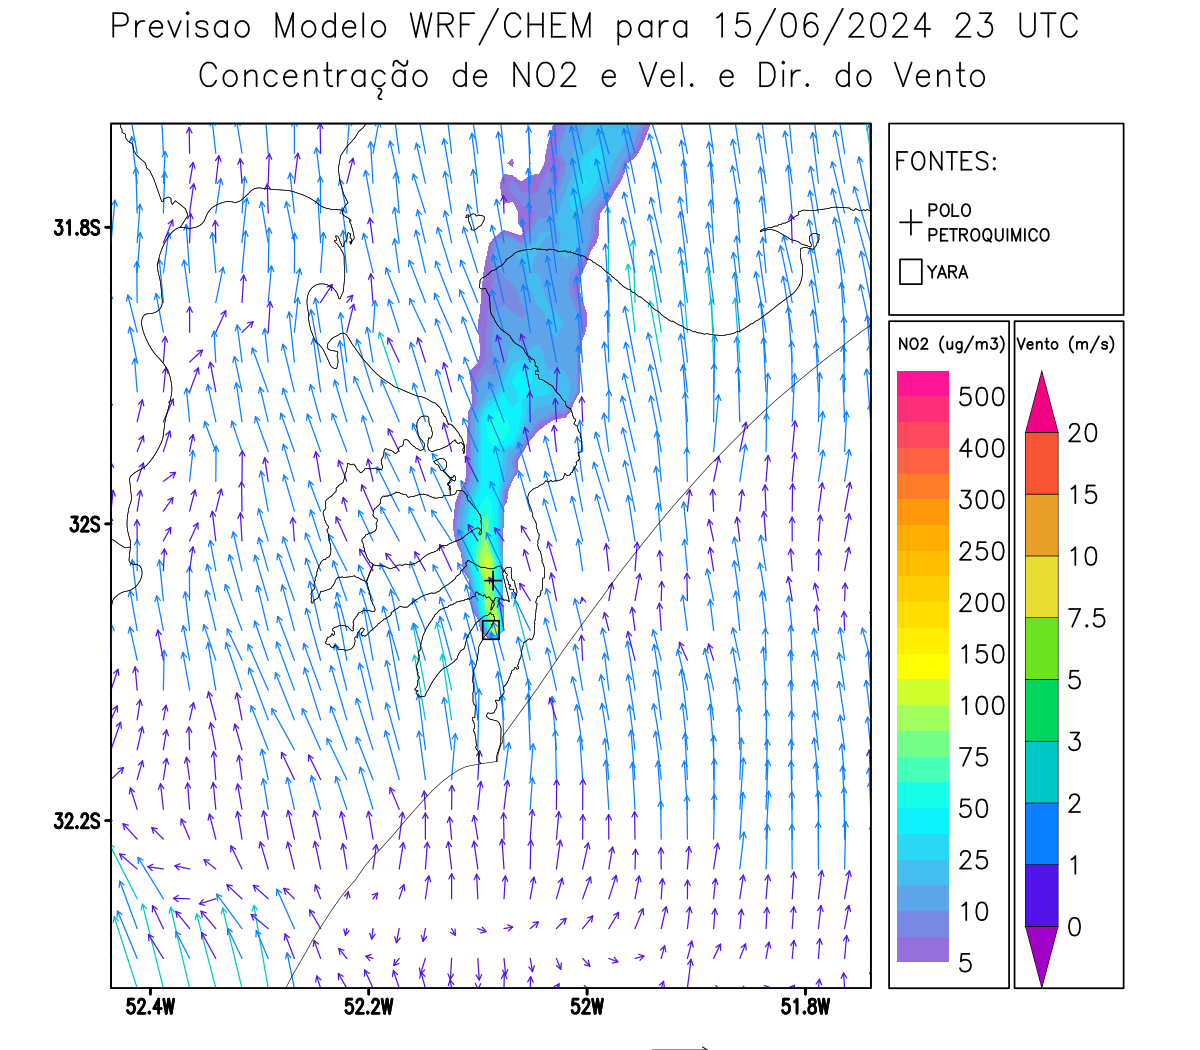 Previsao Modelo WRF/CHEM para 15/06/2024 23 UTC
Concentração de NO2 e Vel. e Dir. do Vento
FONTES:
POLO
PETROQUIMICO
YARA
NO2 (ug/m3)
500
400
300
250
200
150
100
75
50
25
10
5
Vento (m/s)
20
15
10
7.5
5
3
2
1
0
31.8S
32S
32.2S
52.4W
52.2W
52W
51.8W